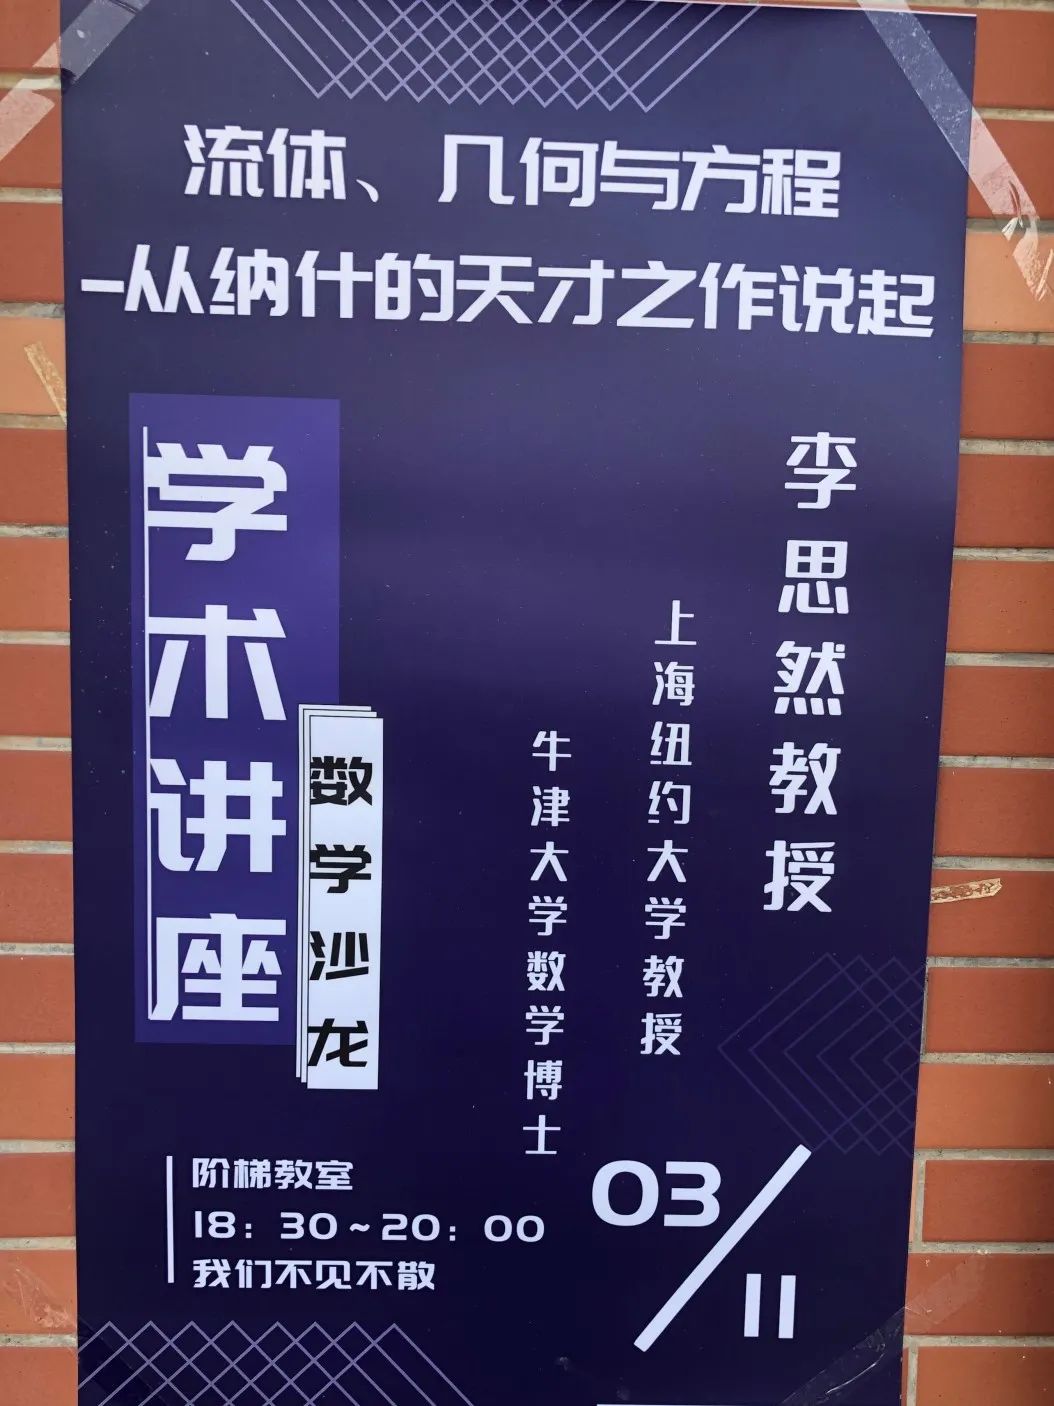 流体、几何与方程
-从纳什的天才之作说起
学术讲座
数学沙龙
李思然教授
上海纽约大学教授
牛津大学数学博士
阶梯教室
18：30～20：00
我们不见不散
03/11